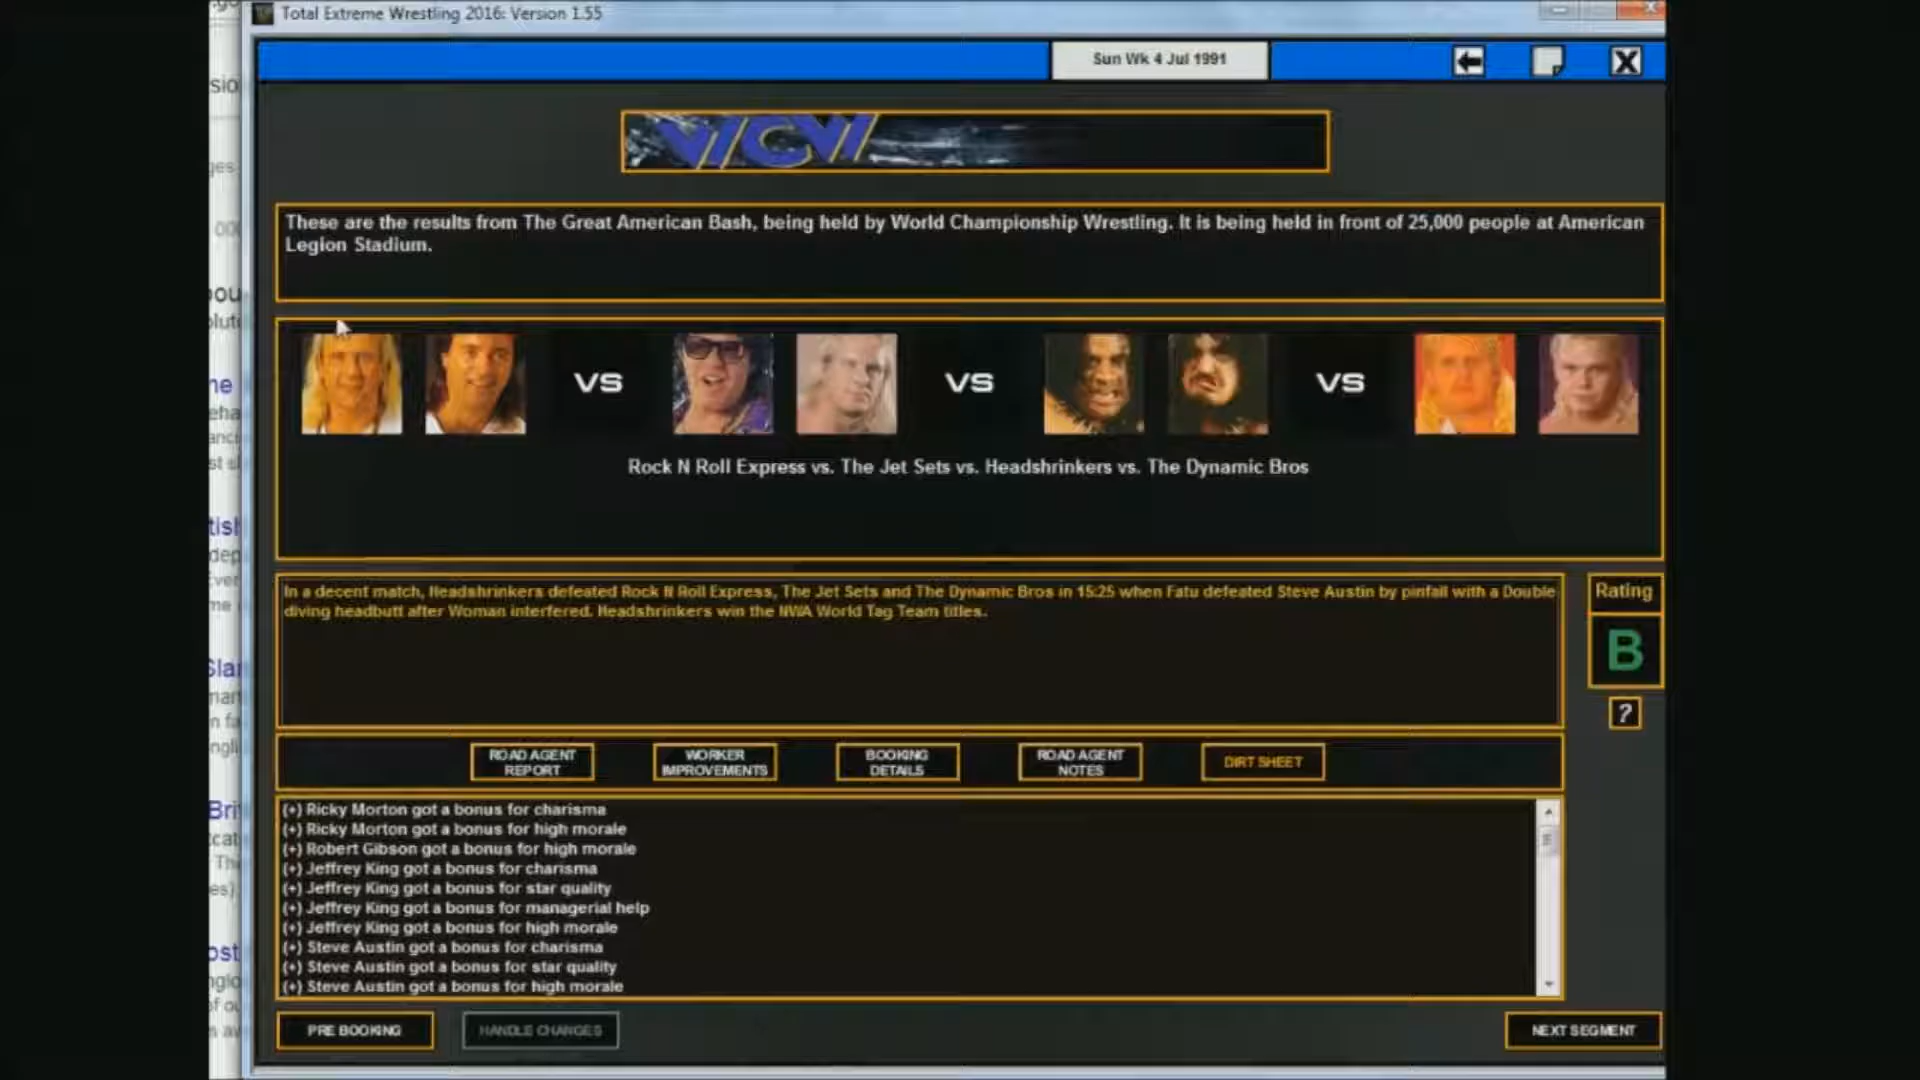 Total Extreme Wrestling 2016: Version 1.55
Sun Wk 4 Jul 1991
WCW
These are the results from The Great American Bash, being held by World Championship Wrestling. It is being held in front of 25,000 people at American
Legion Stadium.
VS VS VS
Rock N Roll Express vs. The Jet Sets vs. Headshrinkers vs. The Dynamic Bros
In a decent match, Headshrinkers defeated Rock N Roll Express, The Jet Sets and The Dynamic Bros in 15:25 when Fatu defeated Steve Austin by pinfall with a Double
diving headbutt after Woman interfered. Headshrinkers win the NWA World Tag Team titles.
Rating
B
?
ROAD AGENT
REPORT
WORKER
IMPROVEMENTS
BOOKING
DETAILS
ROAD AGENT
NOTES
DIRT SHEET
(+) Ricky Morton got a bonus for charisma
(+) Ricky Morton got a bonus for high morale
(+) Robert Gibson got a bonus for high morale
(+) Jeffrey King got a bonus for charisma
(+) Jeffrey King got a bonus for star quality
(+) Jeffrey King got a bonus for managerial help
(+) Jeffrey King got a bonus for high morale
(+) Steve Austin got a bonus for charisma
(+) Steve Austin got a bonus for star quality
(+) Steve Austin got a bonus for high morale
PRE BOOKING
HANDLE CHANGES
NEXT SEGMENT